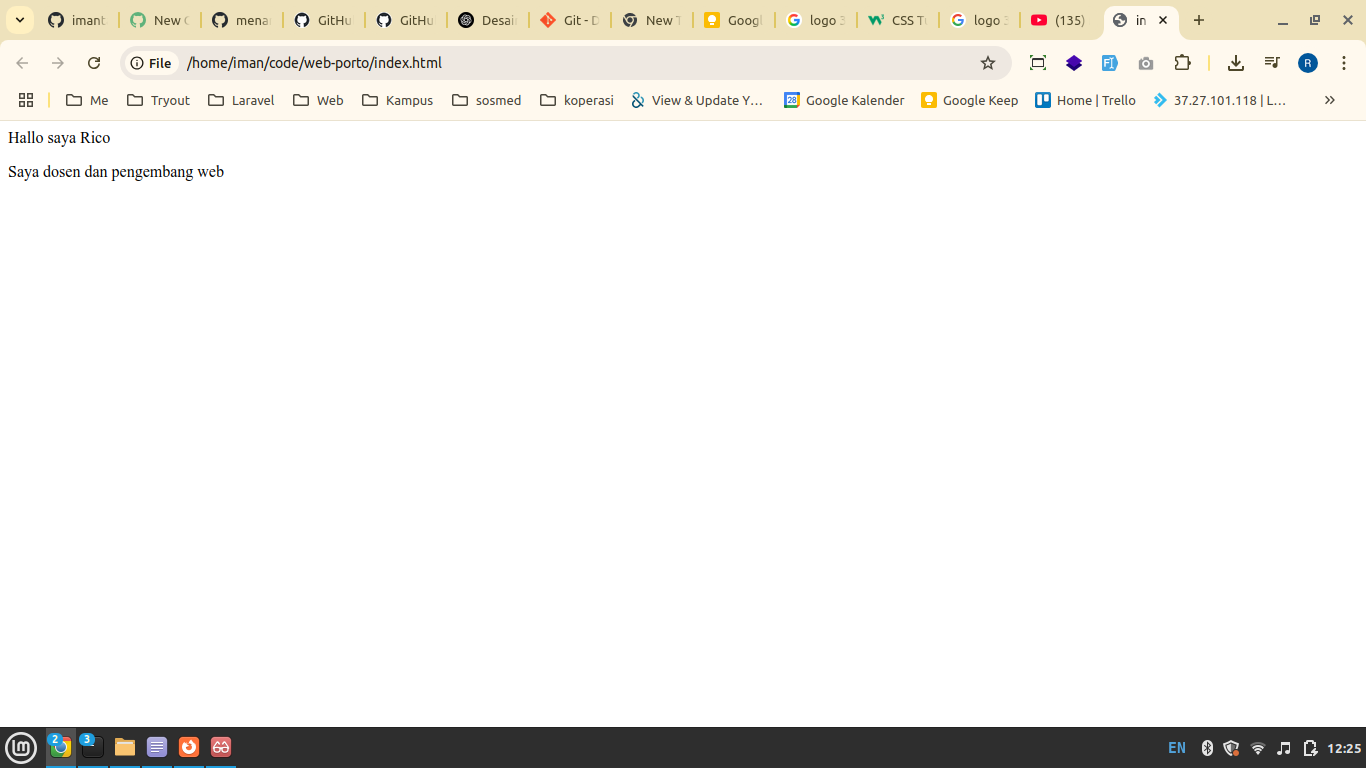 imant
New C
mena
GitHu
GitHu
Desai
Git - D
New T
Googl
logo 3
CSS Tu
logo 3
(135)
in
File
/home/iman/code/web-porto/index.html
R
Me
Tryout
Laravel
Web
Kampus
sosmed
koperasi
View & Update Y...
28
Google Kalender
Google Keep
Home | Trello
37.27.101.118 | L...
Hallo saya Rico
Saya dosen dan pengembang web
2
3
EN
12:25